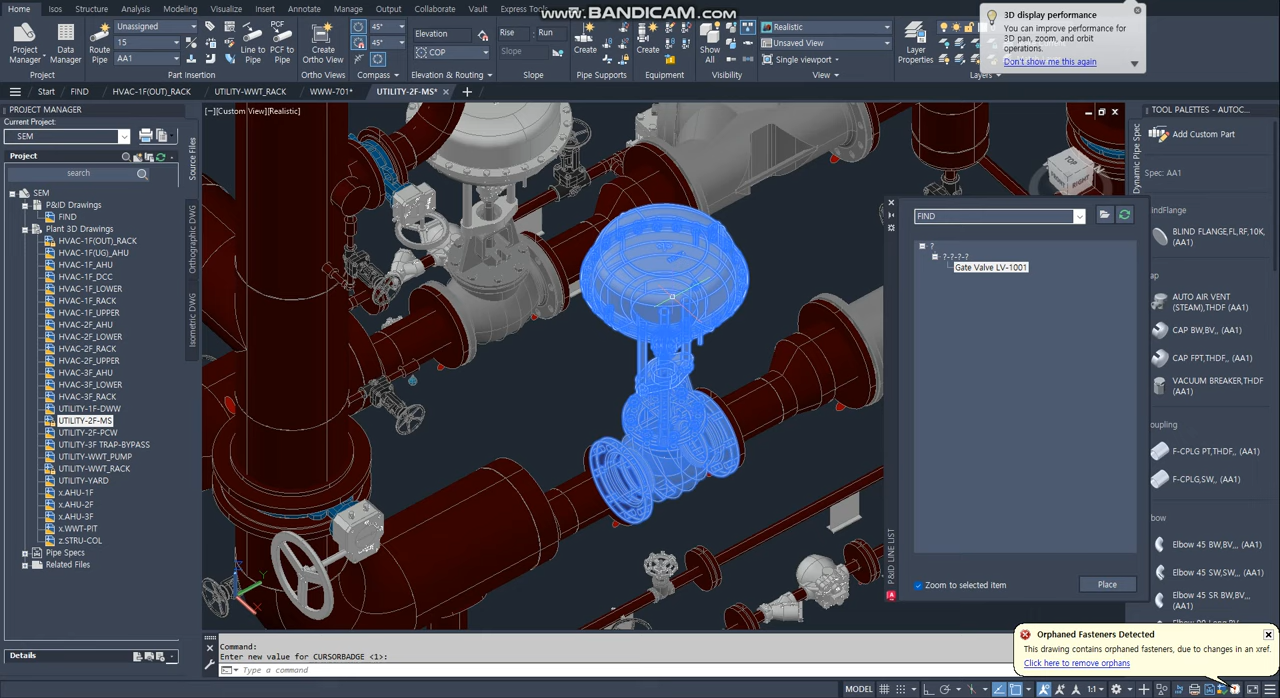 www.BANDICAM.com
Home
Isos
Structure
Analysis
Modeling
Visualize
Insert
Annotate
Manage
Output
Collaborate
Vault
Express Tools
Project
Manager
Data
Manager
Project
Route
Pipe
Unassigned
15
AA1
Line to
Pipe
PCF to
Pipe
Part Insertion
Create
Ortho View
Ortho Views
45°
45°
Compass
Elevation
COP
Elevation & Routing
Rise
Run
Slope
Slope
Create
Pipe Supports
Create
Equipment
Show
All
Visibility
Realistic
Unsaved View
Single viewport
View
Layer
Properties
Layers
3D display performance
You can improve performance for
3D pan, zoom, and orbit
operations.
Don't show me this again
Start
FIND
HVAC-1F(OUT)_RACK
UTILITY-WWT_RACK
WWW-701*
UTILITY-2F-MS*
PROJECT MANAGER
Current Project:
SEM
Project
search
SEM
P&ID Drawings
FIND
Plant 3D Drawings
HVAC-1F(OUT)_RACK
HVAC-1F(UG)_AHU
HVAC-1F_AHU
HVAC-1F_DCC
HVAC-1F_LOWER
HVAC-1F_RACK
HVAC-1F_UPPER
HVAC-2F_AHU
HVAC-2F_LOWER
HVAC-2F_RACK
HVAC-2F_UPPER
HVAC-3F_AHU
HVAC-3F_LOWER
HVAC-3F_RACK
UTILITY-1F-DWW
UTILITY-2F-MS
UTILITY-2F-PCW
UTILITY-3F TRAP-BYPASS
UTILITY-WWT_PUMP
UTILITY-WWT_RACK
UTILITY-YARD
x.AHU-1F
x.AHU-2F
x.AHU-3F
x.WWT-PIT
z.STRU-COL
Pipe Specs
Related Files
Details
Source Files
Orthographic DWG
Isometric DWG
[−][Custom View][Realistic]
TOP
RIGHT
FIND
?
?-?-?-?
Gate Valve LV-1001
Zoom to selected item
Place
P&ID LINE LIST
TOOL PALETTES - AUTOC...
Dynamic Pipe Spec
Add Custom Part
Spec: AA1
BLIND FLANGE,FL,RF,10K,
(AA1)
AUTO AIR VENT
(STEAM),THDF (AA1)
CAP BW,BV,, (AA1)
CAP FPT,THDF,, (AA1)
VACUUM BREAKER,THDF
(AA1)
F-CPLG PT,THDF,, (AA1)
F-CPLG,SW,, (AA1)
Elbow 45 BW,BV,,, (AA1)
Elbow 45 SW,SW,,, (AA1)
Elbow 45 SR BW,BV,,,
(AA1)
Command:
Enter new value for CURSORBADGE <1>:
Type a command
Orphaned Fasteners Detected
This drawing contains orphaned fasteners, due to changes in an xref.
Click here to remove orphans
MODEL
1:1